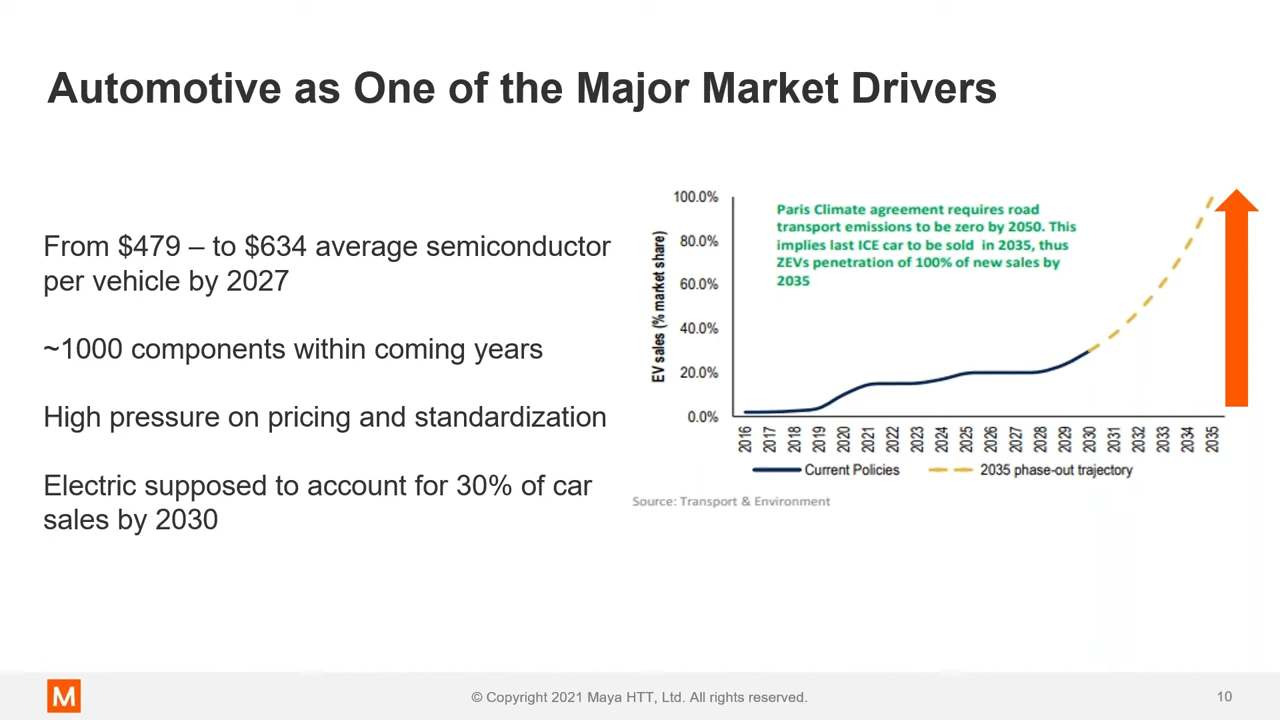 Automotive as One of the Major Market Drivers
From $479 – to $634 average semiconductor
per vehicle by 2027
~1000 components within coming years
High pressure on pricing and standardization
Electric supposed to account for 30% of car
sales by 2030
EV sales (% market share)
100.0%
80.0%
60.0%
40.0%
20.0%
0.0%
Paris Climate agreement requires road
transport emissions to be zero by 2050. This
implies last ICE car to be sold in 2035, thus
ZEVs penetration of 100% of new sales by
2035
2016
2017
2018
2019
2020
2021
2022
2023
2024
2025
2026
2027
2028
2029
2030
2031
2032
2033
2034
2035
Current Policies
2035 phase-out trajectory
Source: Transport & Environment
M
© Copyright 2021 Maya HTT, Ltd. All rights reserved.
10